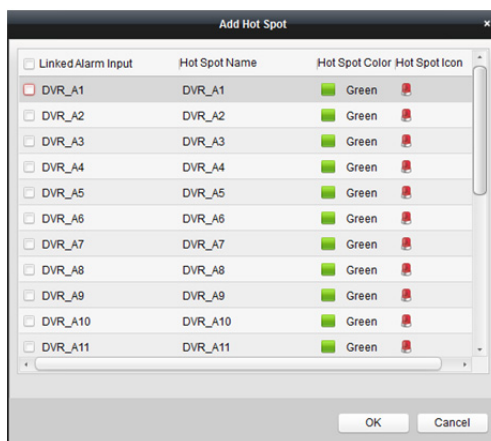 Add Hot Spot
Linked Alarm Input Hot Spot Name Hot Spot Color Hot Spot Icon
DVR_A1 DVR_A1 Green
DVR_A2 DVR_A2 Green
DVR_A3 DVR_A3 Green
DVR_A4 DVR_A4 Green
DVR_A5 DVR_A5 Green
DVR_A6 DVR_A6 Green
DVR_A7 DVR_A7 Green
DVR_A8 DVR_A8 Green
DVR_A9 DVR_A9 Green
DVR_A10 DVR_A10 Green
DVR_A11 DVR_A11 Green
OK Cancel